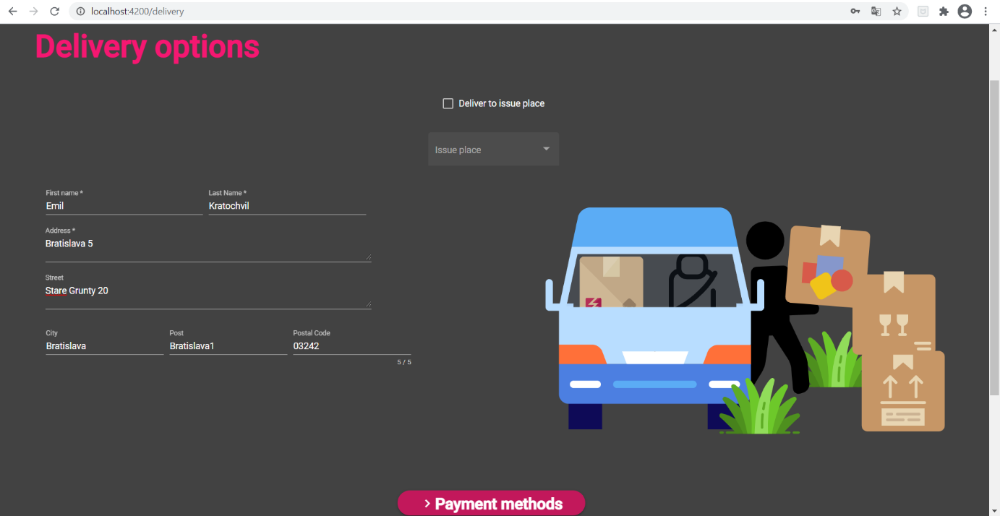 localhost:4200/delivery
Delivery options
Deliver to issue place
Issue place
First name *
Last Name *
Emil
Kratochvil
Address *
Bratislava 5
Street
Stare Grunty 20
City
Post
Postal Code
Bratislava
Bratislava1
03242
5 / 5
Payment methods